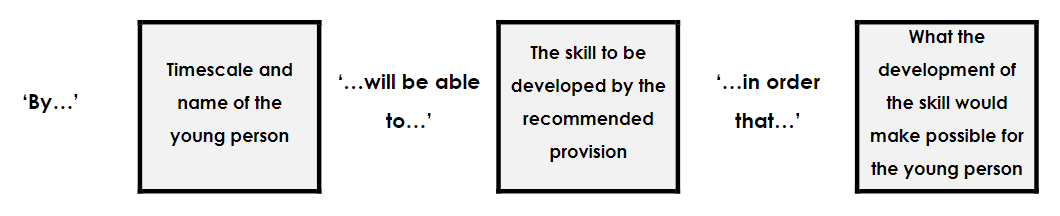 ‘By…’
Timescale and
name of the
young person
‘…will be able
to…’
The skill to be
developed by the
recommended
provision
‘…in order
that…’
What the
development of
the skill would
make possible for
the young person